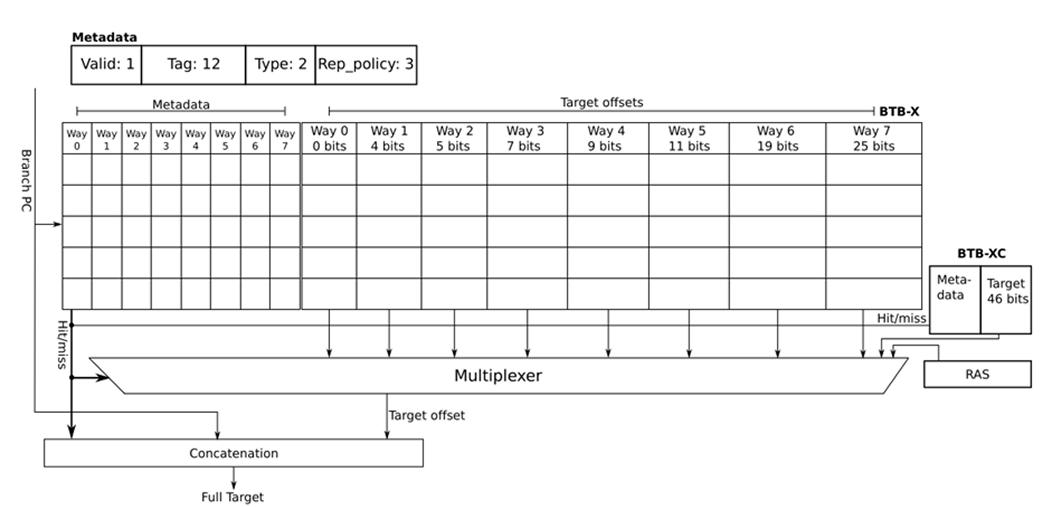 Metadata
Valid: 1
Tag: 12
Type: 2
Rep_policy: 3
Metadata
Target offsets
BTB-X
Way
0
Way
1
Way
2
Way
3
Way
4
Way
5
Way
6
Way
7
Way 0
0 bits
Way 1
4 bits
Way 2
5 bits
Way 3
7 bits
Way 4
9 bits
Way 5
11 bits
Way 6
19 bits
Way 7
25 bits
Branch PC
BTB-XC
Meta-
data
Target
46 bits
Hit/miss
Hit/miss
Multiplexer
RAS
Target offset
Concatenation
Full Target